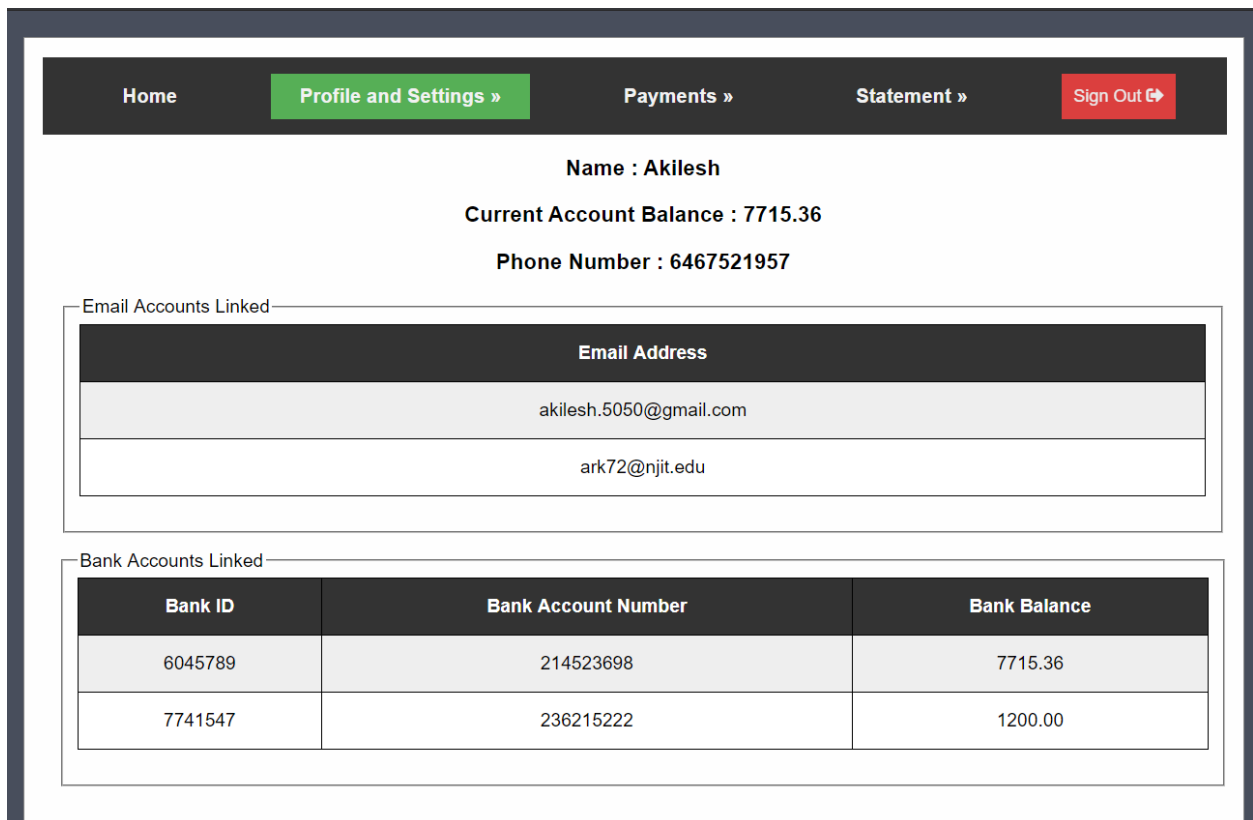 Home Profile and Settings » Payments » Statement » Sign Out
Name : Akilesh
Current Account Balance : 7715.36
Phone Number : 6467521957
Email Accounts Linked
Email Address
akilesh.5050@gmail.com
ark72@njit.edu
Bank Accounts Linked
Bank ID Bank Account Number Bank Balance
6045789 214523698 7715.36
7741547 236215222 1200.00